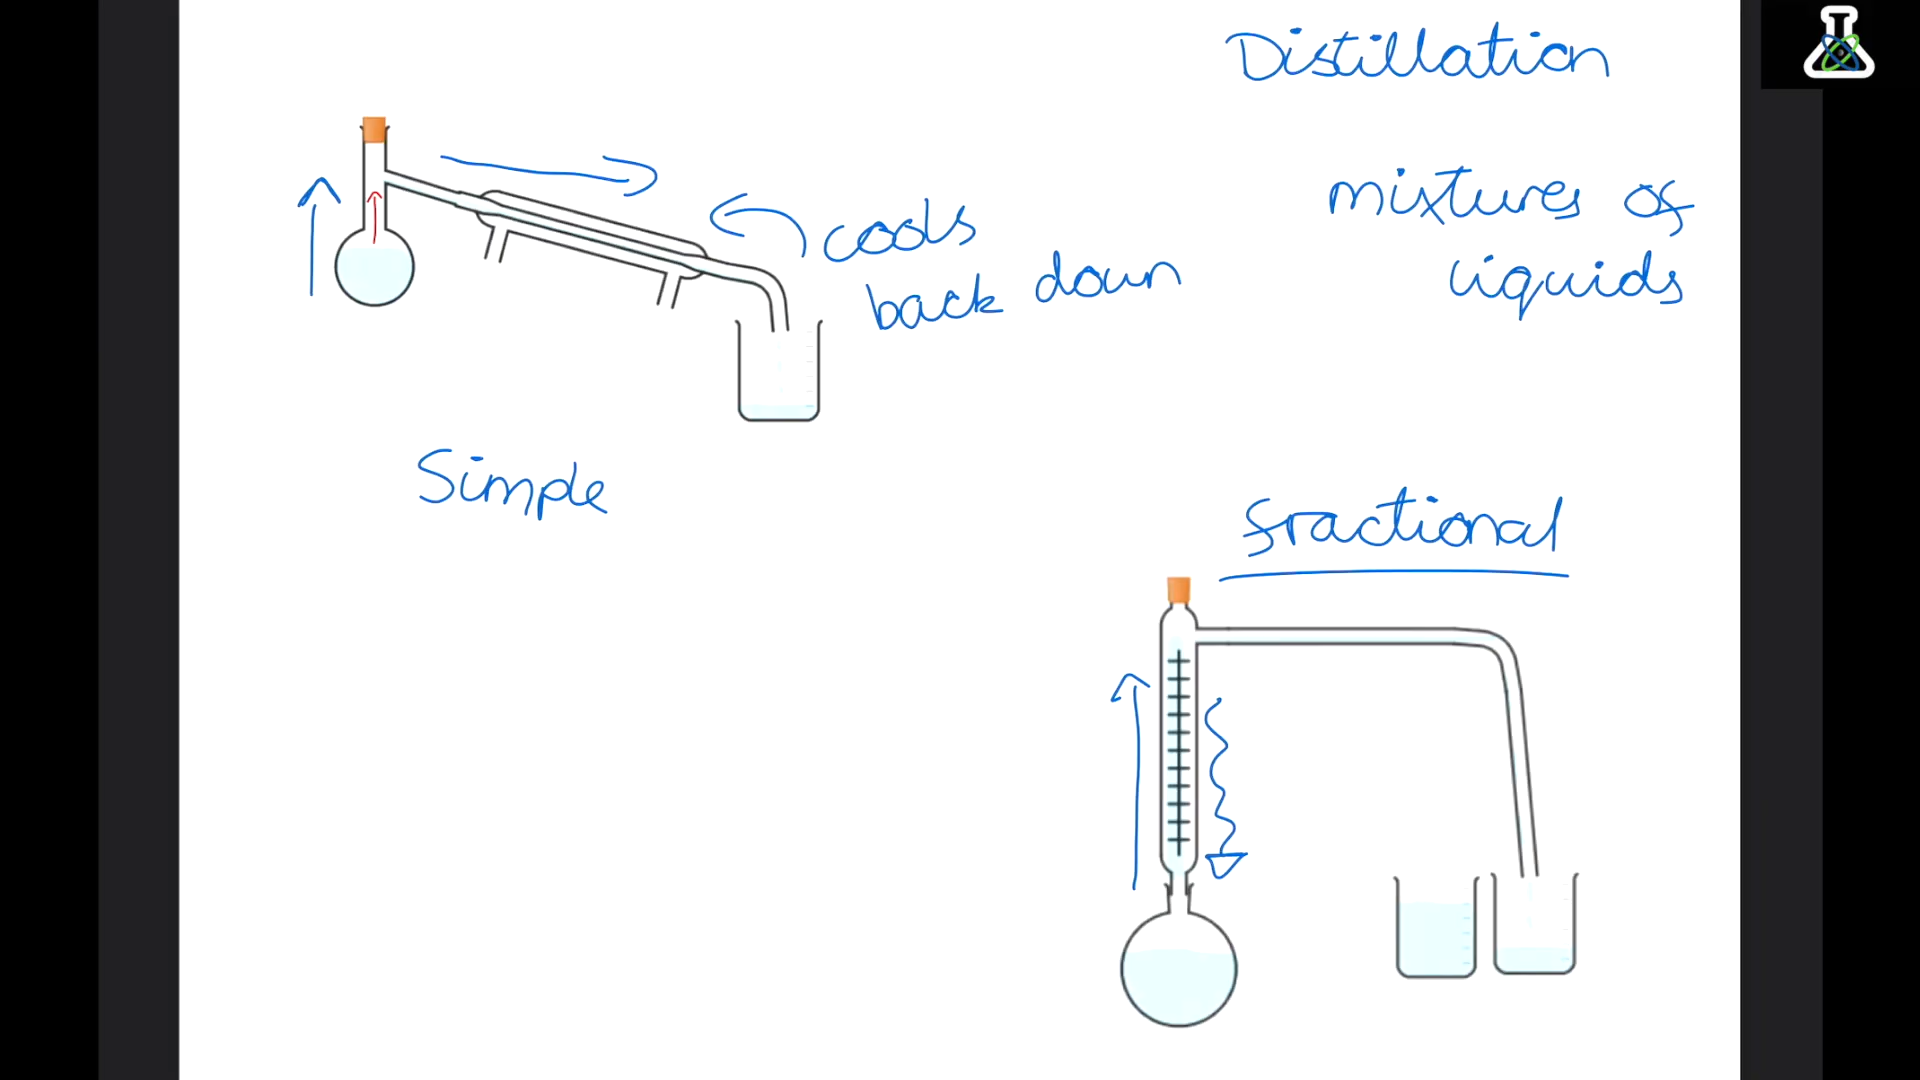 Distillation
mixtures of
liquids
cools
back down
Simple
fractional